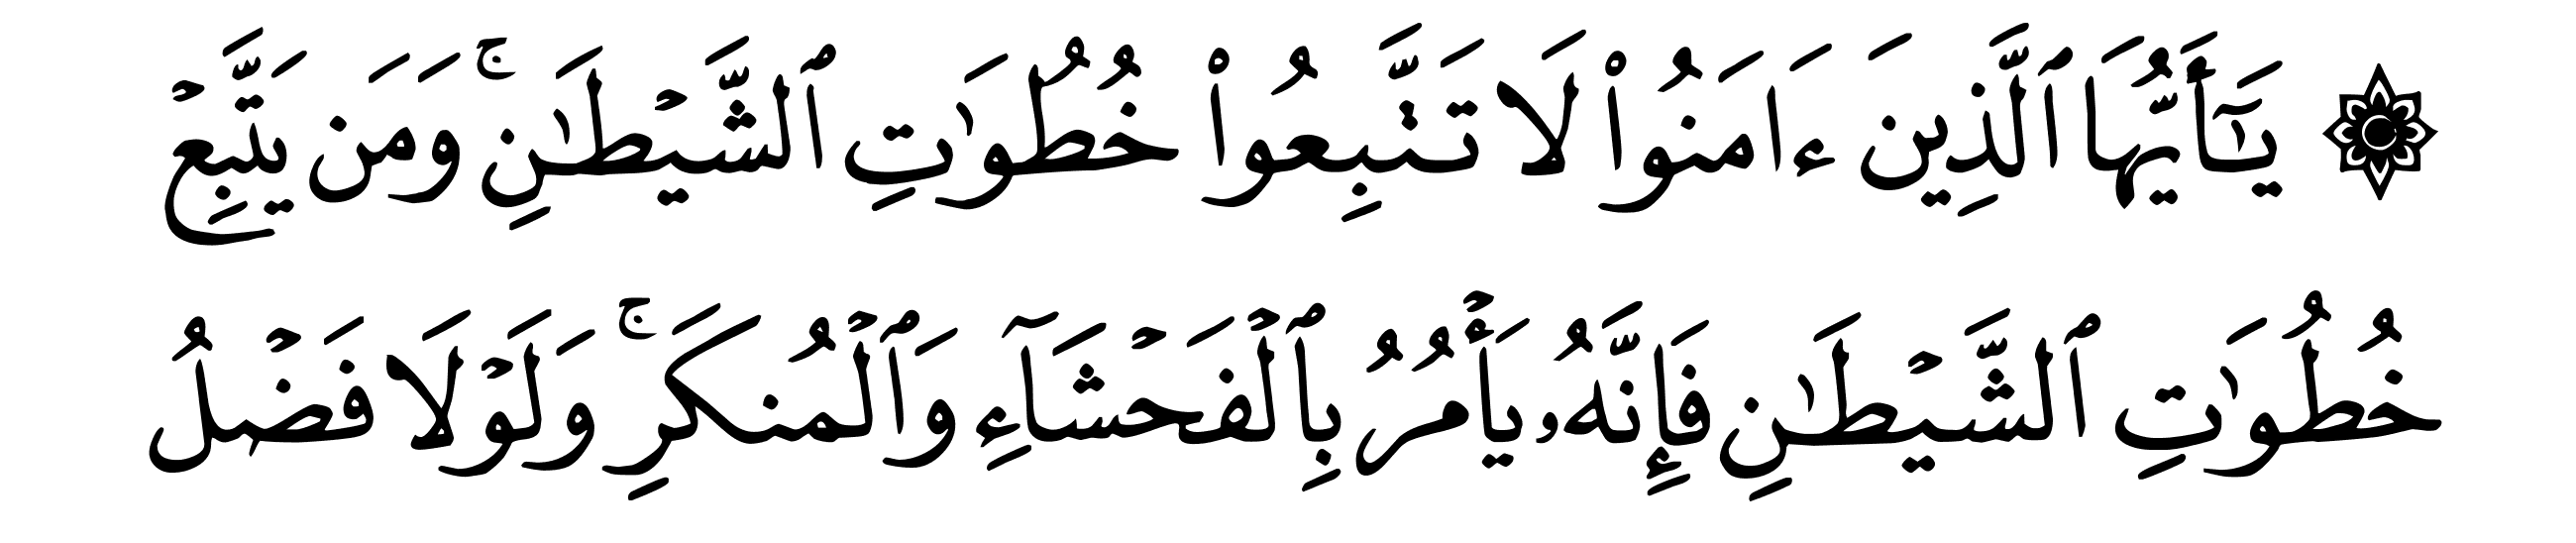 ۞ يَٰٓأَيُّهَا ٱلَّذِينَ ءَامَنُوا۟ لَا تَتَّبِعُوا۟ خُطُوَٰتِ ٱلشَّيْطَٰنِ ۚ وَمَن يَتَّبِعْ
خُطُوَٰتِ ٱلشَّيْطَٰنِ فَإِنَّهُۥ يَأْمُرُ بِٱلْفَحْشَآءِ وَٱلْمُنكَرِ ۚ وَلَوْلَا فَضْلُ